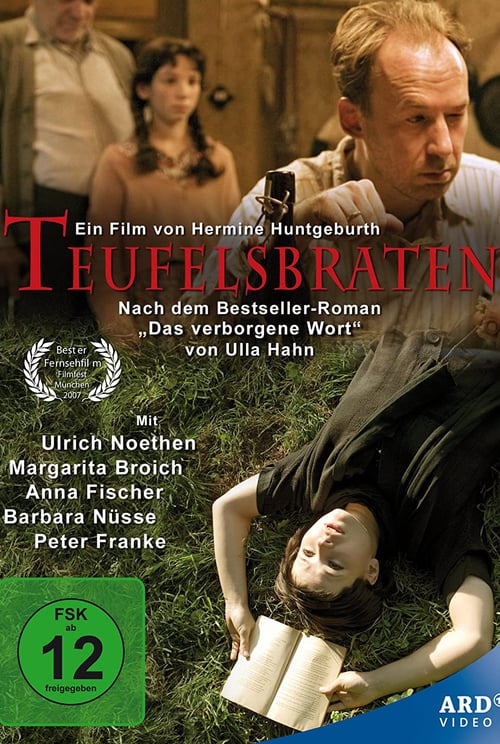 Ein Film von Hermine Huntgeburth
TEUFELSBRATEN
Nach dem Bestseller-Roman
„Das verborgene Wort“
von Ulla Hahn
Bester
Fernsehfilm
Filmfest
München
2007
Mit
Ulrich Noethen
Margarita Broich
Anna Fischer
Barbara Nüsse
Peter Franke
FSK
ab
12
freigegeben
ARD
VIDEO